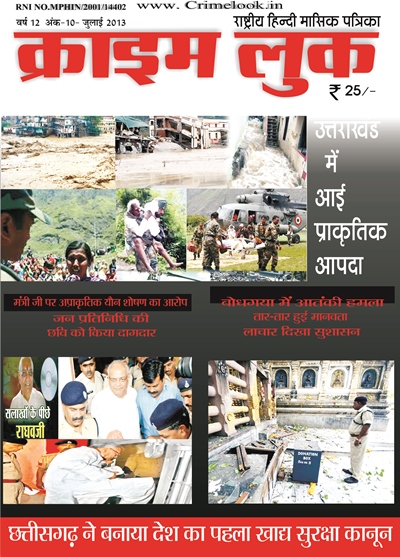 RNI NO.MPHIN/2001/14402
www. Crimelook.in
वर्ष 12 अंक-10- जुलाई 2013
राष्ट्रीय हिन्दी मासिक पत्रिका
क्राइम लुक
₹ 25/-
उत्तराखंड
में
आई
प्राकृतिक
आपदा
मंत्री जी पर अप्राकृतिक यौन शोषण का आरोप
जन प्रतिनिधि की
छवि को किया दागदार
बोधगया में आतंकी हमला
तार-तार हुई मानवता
लाचार दिखा सुशासन
सलाखों के पीछे
राघवजी
DONATION
BOX
छत्तीसगढ़ ने बनाया देश का पहला खाद्य सुरक्षा कानून